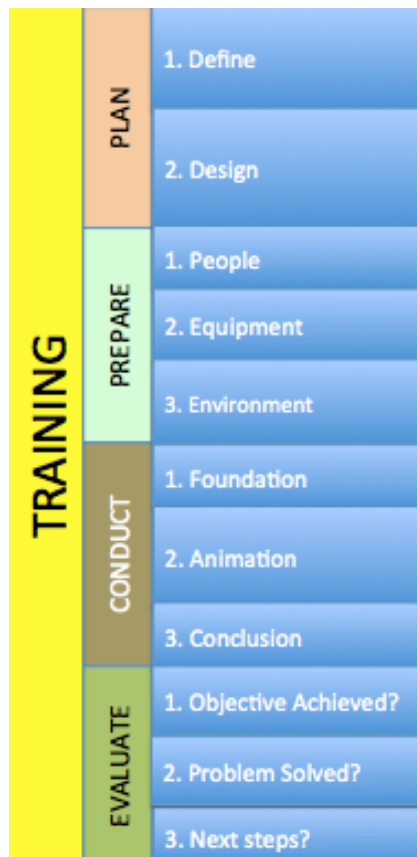 TRAINING
PLAN
1. Define
2. Design
PREPARE
1. People
2. Equipment
3. Environment
CONDUCT
1. Foundation
2. Animation
3. Conclusion
EVALUATE
1. Objective Achieved?
2. Problem Solved?
3. Next steps?